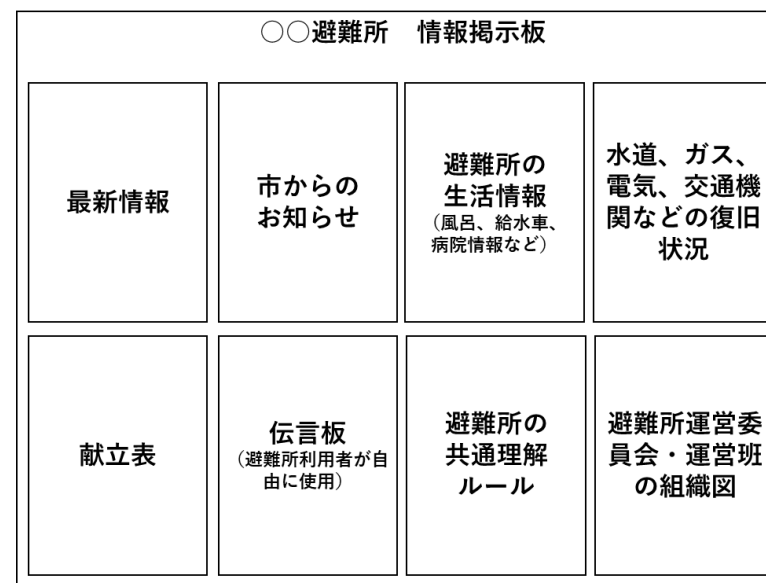 ○○避難所　情報掲示板
最新情報
市からの
お知らせ
避難所の
生活情報
（風呂、給水車、
病院情報など）
水道、ガス、
電気、交通機
関などの復旧
状況
献立表
伝言板
（避難所利用者が自
由に使用）
避難所の
共通理解
ルール
避難所運営委
員会・運営班
の組織図